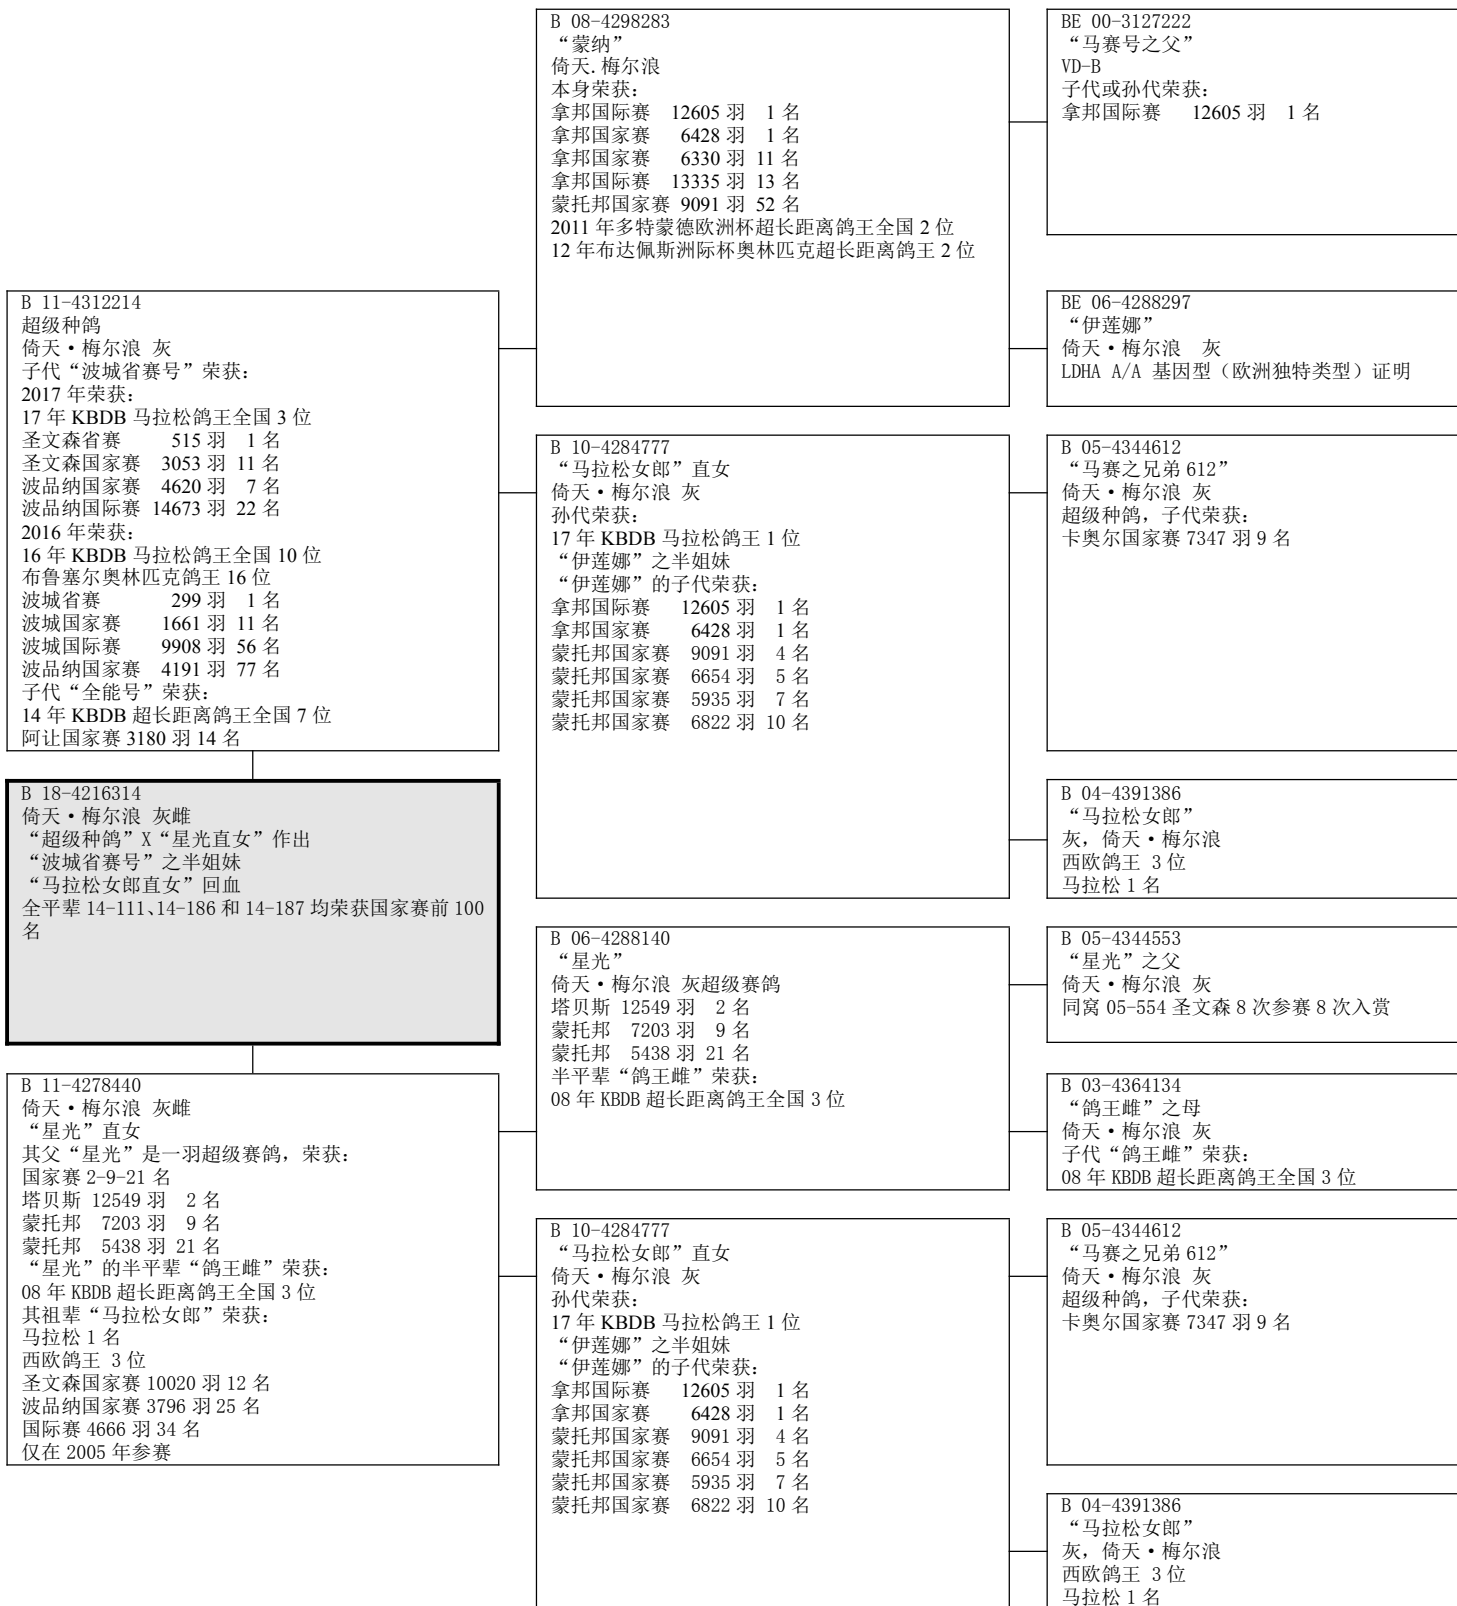 B 08-4298283
“蒙纳”
倚天.梅尔浪
本身荣获：
拿邦国际赛 12605 羽 1 名
拿邦国家赛 6428 羽 1 名
拿邦国家赛 6330 羽 11 名
拿邦国际赛 13335 羽 13 名
蒙托邦国家赛 9091 羽 52 名
2011 年多特蒙德欧洲杯超长距离鸽王全国 2 位
12 年布达佩斯洲际杯奥林匹克超长距离鸽王 2 位
BE 00-3127222
“马赛号之父”
VD-B
子代或孙代荣获：
拿邦国际赛 12605 羽 1 名
BE 06-4288297
“伊莲娜”
倚天·梅尔浪 灰
LDHA A/A 基因型（欧洲独特类型）证明
B 11-4312214
超级种鸽
倚天·梅尔浪 灰
子代“波城省赛号”荣获：
2017 年荣获：
17 年 KBDB 马拉松鸽王全国 3 位
圣文森省赛 515 羽 1 名
圣文森国家赛 3053 羽 11 名
波品纳国家赛 4620 羽 7 名
波品纳国际赛 14673 羽 22 名
2016 年荣获：
16 年 KBDB 马拉松鸽王全国 10 位
布鲁塞尔奥林匹克鸽王 16 位
波城省赛 299 羽 1 名
波城国家赛 1661 羽 11 名
波城国际赛 9908 羽 56 名
波品纳国家赛 4191 羽 77 名
子代“全能号”荣获：
14 年 KBDB 超长距离鸽王全国 7 位
阿让国家赛 3180 羽 14 名
B 10-4284777
“马拉松女郎”直女
倚天·梅尔浪 灰
孙代荣获：
17 年 KBDB 马拉松鸽王 1 位
“伊莲娜”之半姐妹
“伊莲娜”的子代荣获：
拿邦国际赛 12605 羽 1 名
拿邦国家赛 6428 羽 1 名
蒙托邦国家赛 9091 羽 4 名
蒙托邦国家赛 6654 羽 5 名
蒙托邦国家赛 5935 羽 7 名
蒙托邦国家赛 6822 羽 10 名
B 05-4344612
“马赛之兄弟 612”
倚天·梅尔浪 灰
超级种鸽，子代荣获：
卡奥尔国家赛 7347 羽 9 名
B 04-4391386
“马拉松女郎”
灰，倚天·梅尔浪
西欧鸽王 3 位
马拉松 1 名
B 18-4216314
倚天·梅尔浪 灰雌
“超级种鸽”X“星光直女”作出
“波城省赛号”之半姐妹
“马拉松女郎直女”回血
全平辈 14-111、14-186 和 14-187 均荣获国家赛前 100
名
B 06-4288140
“星光”
倚天·梅尔浪 灰超级赛鸽
塔贝斯 12549 羽 2 名
蒙托邦 7203 羽 9 名
蒙托邦 5438 羽 21 名
半平辈“鸽王雌”荣获：
08 年 KBDB 超长距离鸽王全国 3 位
B 05-4344553
“星光”之父
倚天·梅尔浪 灰
同窝 05-554 圣文森 8 次参赛 8 次入赏
B 03-4364134
“鸽王雌”之母
倚天·梅尔浪 灰
子代“鸽王雌”荣获：
08 年 KBDB 超长距离鸽王全国 3 位
B 11-4278440
倚天·梅尔浪 灰雌
“星光”直女
其父“星光”是一羽超级赛鸽，荣获：
国家赛 2-9-21 名
塔贝斯 12549 羽 2 名
蒙托邦 7203 羽 9 名
蒙托邦 5438 羽 21 名
“星光”的半平辈“鸽王雌”荣获：
08 年 KBDB 超长距离鸽王全国 3 位
其祖辈“马拉松女郎”荣获：
马拉松 1 名
西欧鸽王 3 位
圣文森国家赛 10020 羽 12 名
波品纳国家赛 3796 羽 25 名
国际赛 4666 羽 34 名
仅在 2005 年参赛
B 10-4284777
“马拉松女郎”直女
倚天·梅尔浪 灰
孙代荣获：
17 年 KBDB 马拉松鸽王 1 位
“伊莲娜”之半姐妹
“伊莲娜”的子代荣获：
拿邦国际赛 12605 羽 1 名
拿邦国家赛 6428 羽 1 名
蒙托邦国家赛 9091 羽 4 名
蒙托邦国家赛 6654 羽 5 名
蒙托邦国家赛 5935 羽 7 名
蒙托邦国家赛 6822 羽 10 名
B 05-4344612
“马赛之兄弟 612”
倚天·梅尔浪 灰
超级种鸽，子代荣获：
卡奥尔国家赛 7347 羽 9 名
B 04-4391386
“马拉松女郎”
灰，倚天·梅尔浪
西欧鸽王 3 位
马拉松 1 名